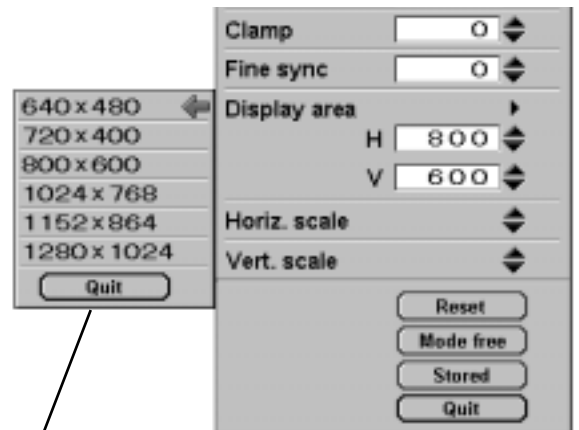 640 x 480
720 x 400
800 x 600
1024 x 768
1152 x 864
1280 x 1024
Quit
Clamp 0
Fine sync 0
Display area
H 800
V 600
Horiz. scale
Vert. scale
Reset
Mode free
Stored
Quit